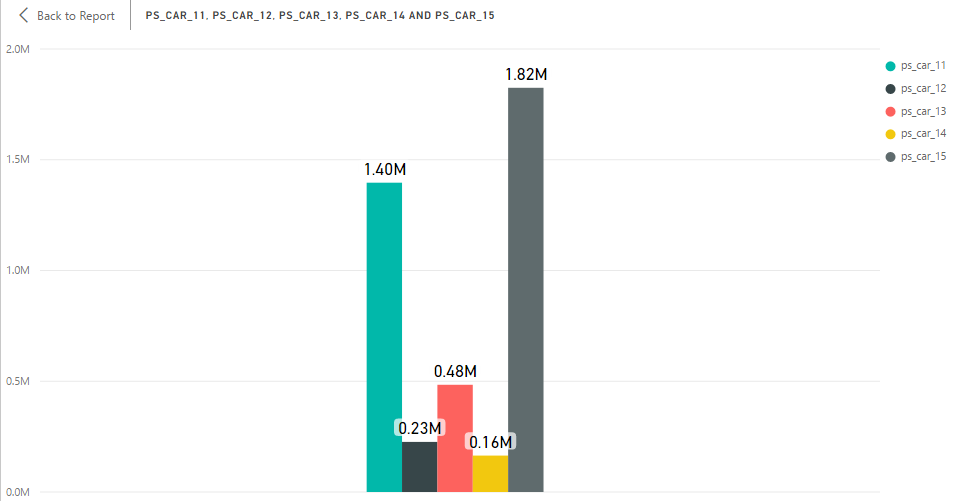 Back to Report
PS_CAR_11, PS_CAR_12, PS_CAR_13, PS_CAR_14 AND PS_CAR_15
2.0M
1.5M
1.0M
0.5M
0.0M
1.40M
0.23M
0.48M
0.16M
1.82M
ps_car_11
ps_car_12
ps_car_13
ps_car_14
ps_car_15